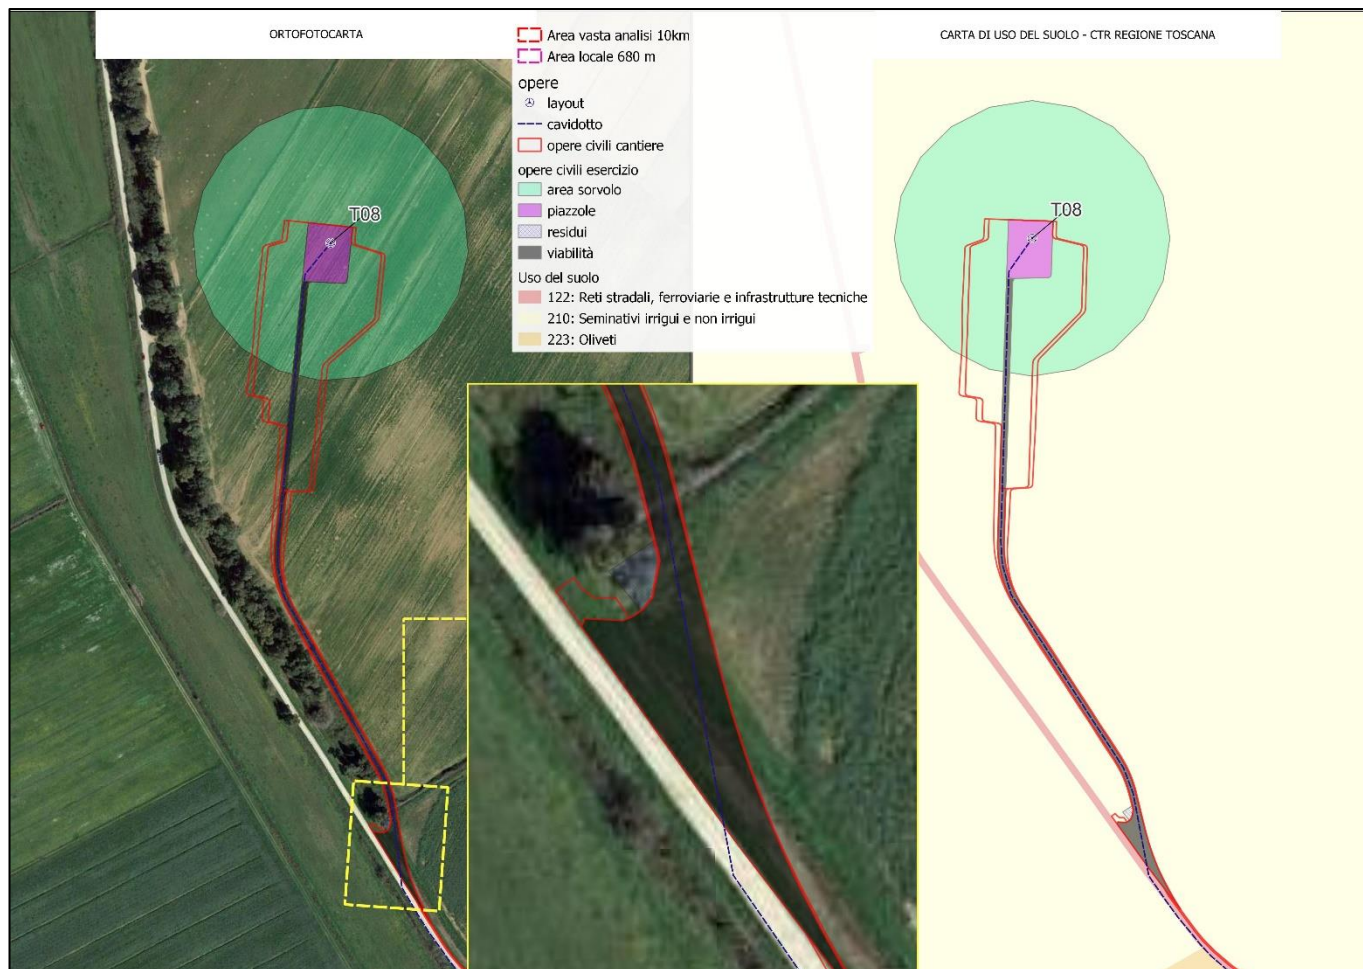 ORTOFOTOCARTA
Area vasta analisi 10km
Area locale 680 m
opere
layout
cavidotto
opere civili cantiere
opere civili esercizio
area sorvolo
piazzole
residui
viabilità
Uso del suolo
122: Reti stradali, ferroviarie e infrastrutture tecniche
210: Seminativi irrigui e non irrigui
223: Oliveti
CARTA DI USO DEL SUOLO - CTR REGIONE TOSCANA
T08
T08